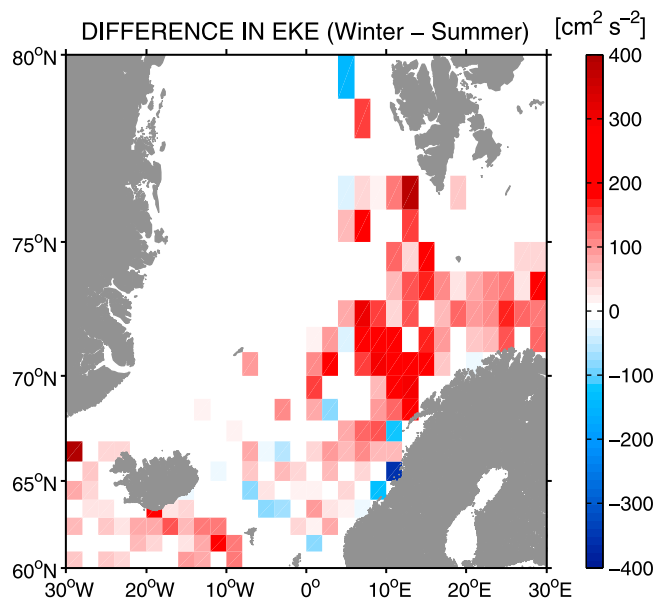 DIFFERENCE IN EKE (Winter – Summer) [cm² s⁻²]
80°N
75°N
70°N
65°N
60°N
30°W 20°W 10°W 0° 10°E 20°E 30°E
400
300
200
100
0
−100
−200
−300
−400